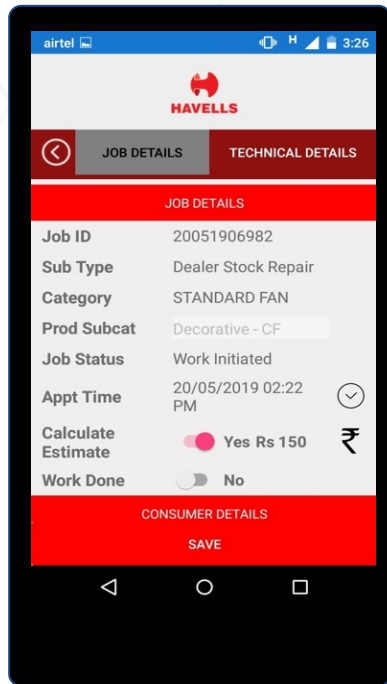 airtel H 3:26
HAVELLS
JOB DETAILS TECHNICAL DETAILS
JOB DETAILS
Job ID 20051906982
Sub Type Dealer Stock Repair
Category STANDARD FAN
Prod Subcat Decorative - CF
Job Status Work Initiated
Appt Time 20/05/2019 02:22
PM
Calculate
Estimate Yes Rs 150 ₹
Work Done No
CONSUMER DETAILS
SAVE